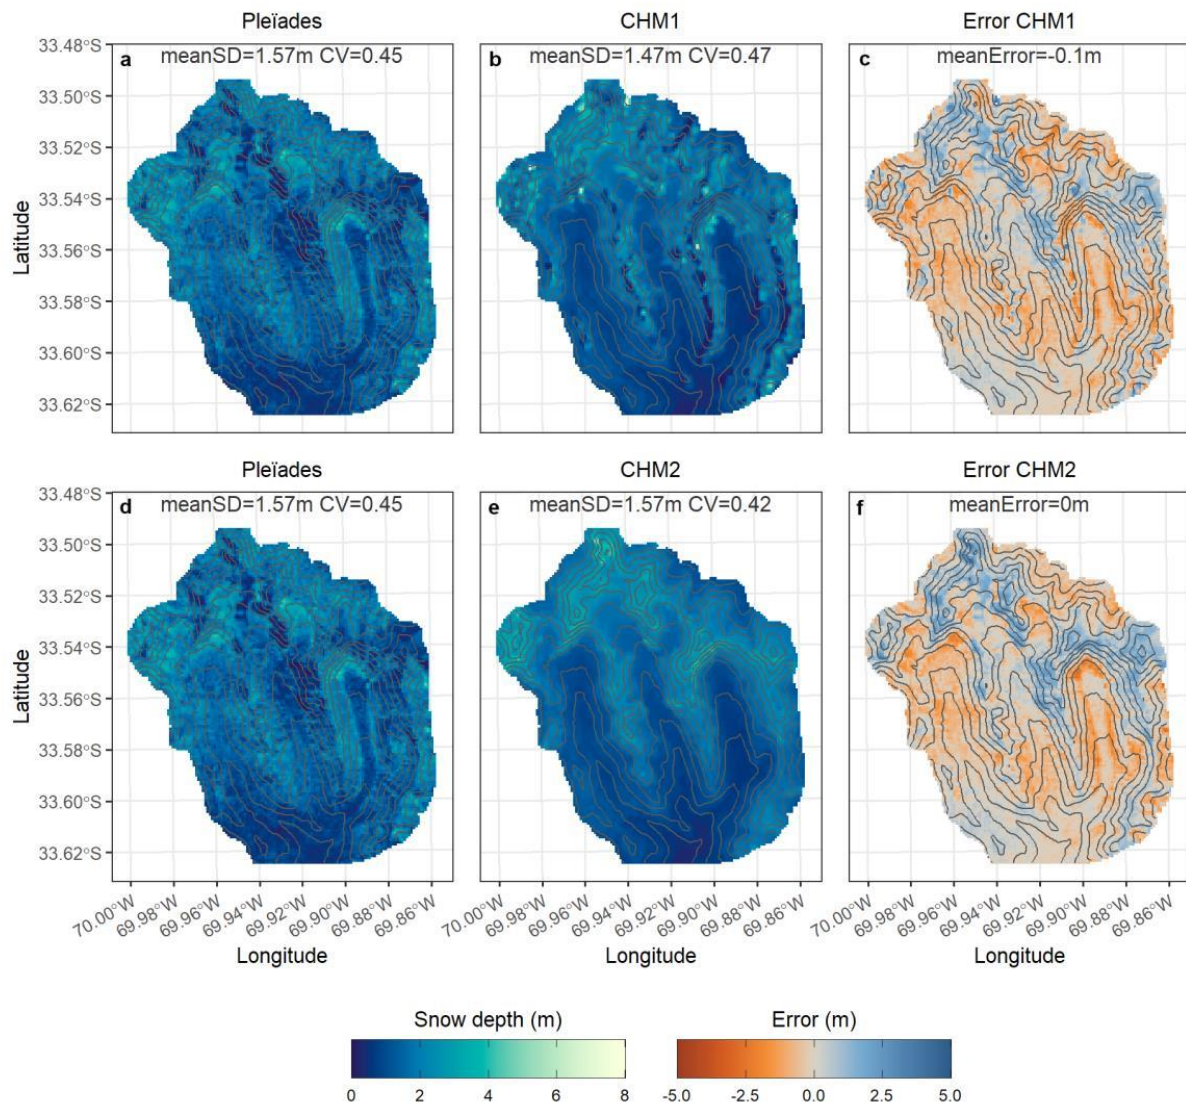 Pleïades CHM1 Error CHM1
a meanSD=1.57m CV=0.45 b meanSD=1.47m CV=0.47 c meanError=-0.1m
33.48°S
33.50°S
33.52°S
33.54°S
33.56°S
33.58°S
33.60°S
33.62°S
Latitude
Pleïades CHM2 Error CHM2
d meanSD=1.57m CV=0.45 e meanSD=1.57m CV=0.42 f meanError=0m
33.48°S
33.50°S
33.52°S
33.54°S
33.56°S
33.58°S
33.60°S
33.62°S
Latitude
70.00°W 69.98°W 69.96°W 69.94°W 69.92°W 69.90°W 69.88°W 69.86°W
70.00°W 69.98°W 69.96°W 69.94°W 69.92°W 69.90°W 69.88°W 69.86°W
70.00°W 69.98°W 69.96°W 69.94°W 69.92°W 69.90°W 69.88°W 69.86°W
Longitude Longitude Longitude
Snow depth (m) Error (m)
0 2 4 6 8 -5.0 -2.5 0.0 2.5 5.0